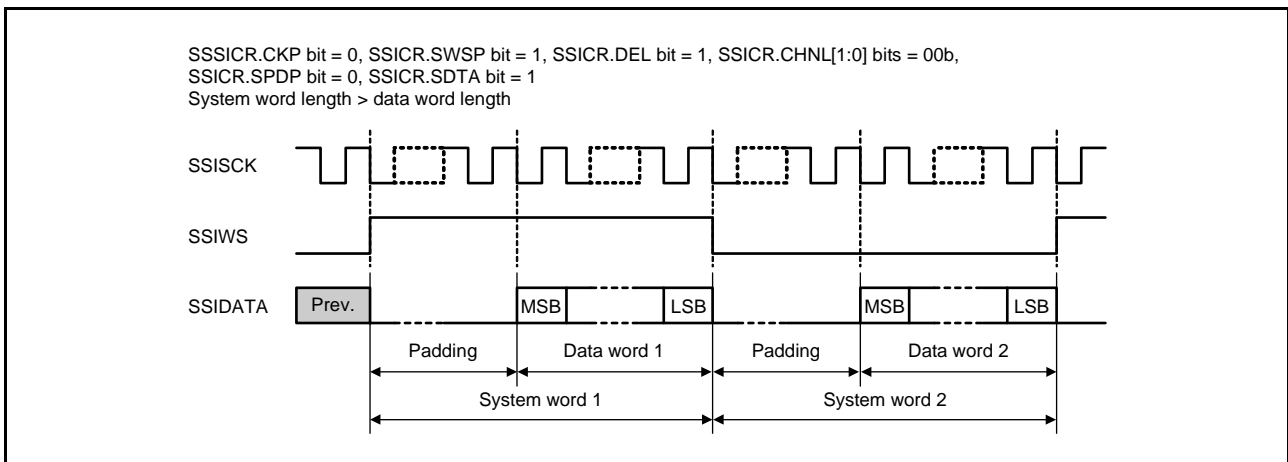 SSSICR.CKP bit = 0, SSICR.SWSP bit = 1, SSICR.DEL bit = 1, SSICR.CHNL[1:0] bits = 00b,
SSICR.SPDP bit = 0, SSICR.SDTA bit = 1
System word length > data word length
SSISCK
SSIWS
SSIDATA Prev. MSB LSB MSB LSB
Padding Data word 1 Padding Data word 2
System word 1 System word 2